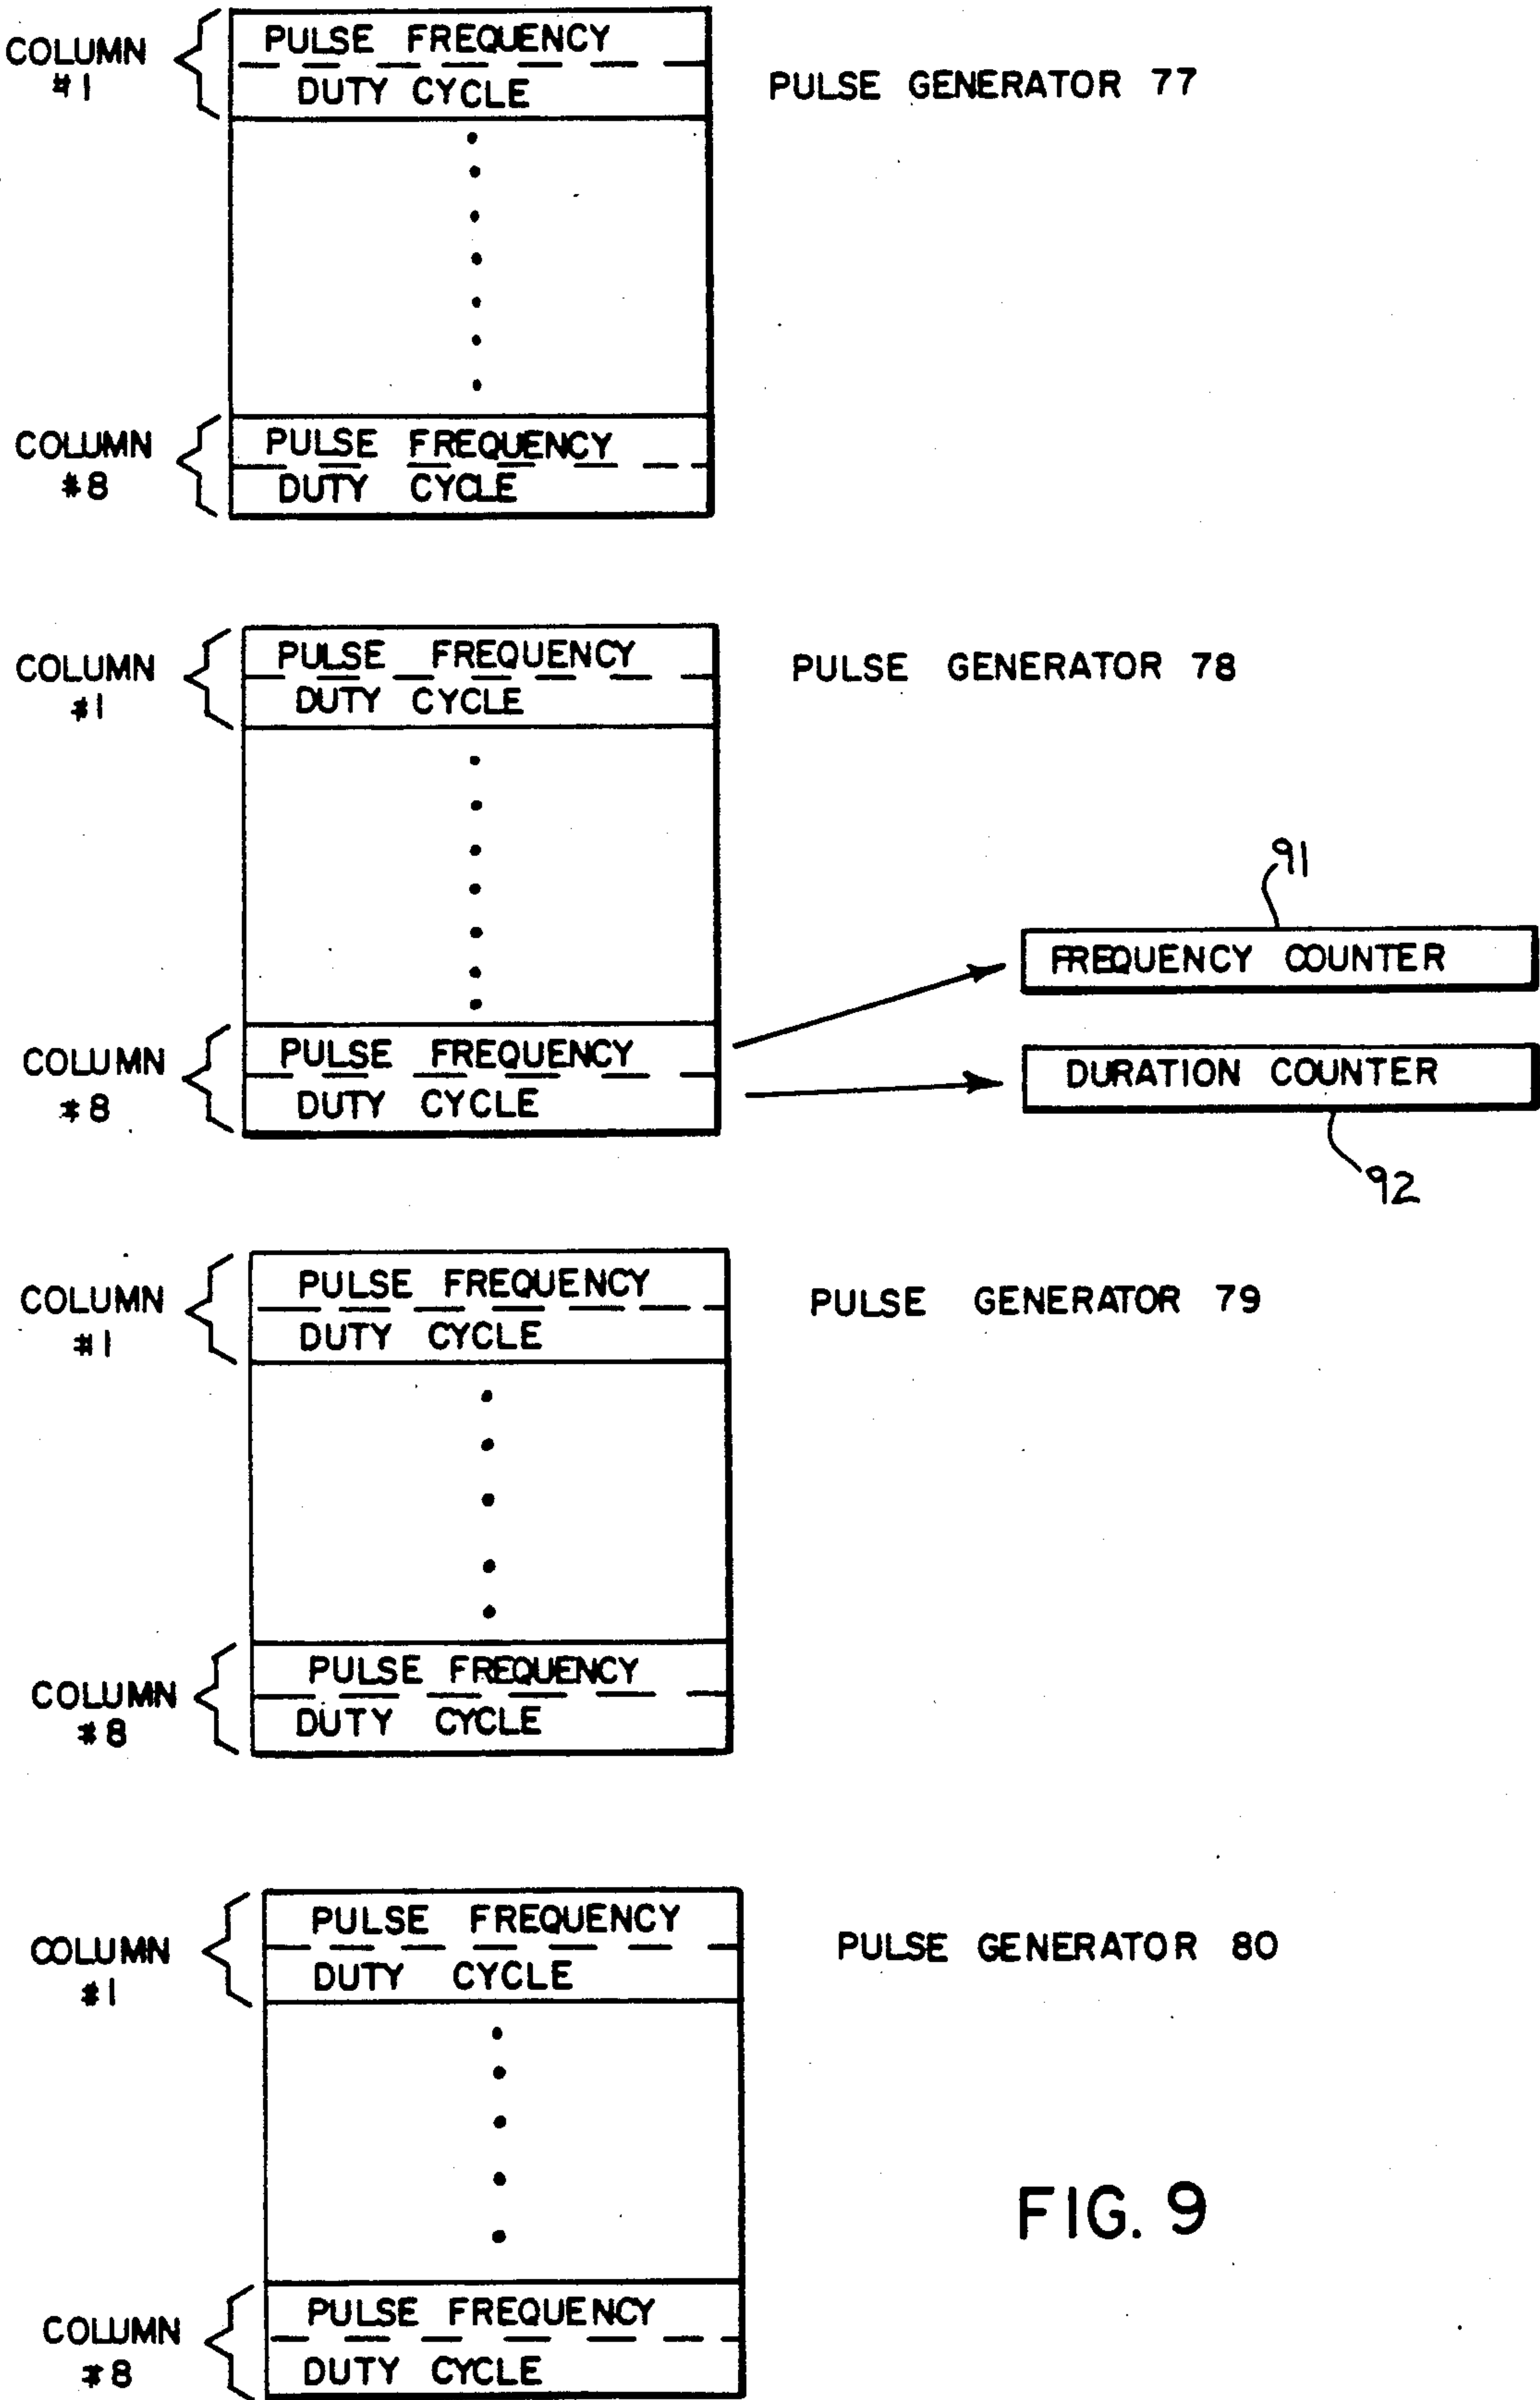 COLUMN
#1
PULSE FREQUENCY
DUTY CYCLE
PULSE GENERATOR 77
COLUMN
#8
PULSE FREQUENCY
DUTY CYCLE
COLUMN
#1
PULSE FREQUENCY
DUTY CYCLE
PULSE GENERATOR 78
91
FREQUENCY COUNTER
COLUMN
#8
PULSE FREQUENCY
DUTY CYCLE
DURATION COUNTER
92
COLUMN
#1
PULSE FREQUENCY
DUTY CYCLE
PULSE GENERATOR 79
COLUMN
#8
PULSE FREQUENCY
DUTY CYCLE
COLUMN
#1
PULSE FREQUENCY
DUTY CYCLE
PULSE GENERATOR 80
FIG. 9
COLUMN
#8
PULSE FREQUENCY
DUTY CYCLE